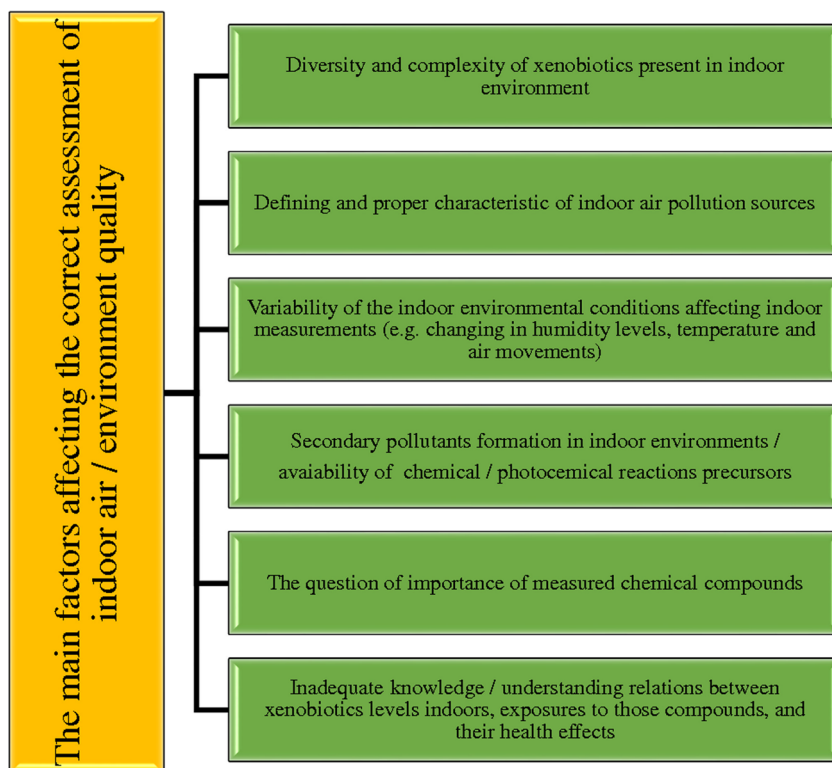 The main factors affecting the correct assessment of
indoor air / environment quality
Diversity and complexity of xenobiotics present in indoor
environment
Defining and proper characteristic of indoor air pollution sources
Variability of the indoor environmental conditions affecting indoor
measurements (e.g. changing in humidity levels, temperature and
air movements)
Secondary pollutants formation in indoor environments /
avaiability of chemical / photocemical reactions precursors
The question of importance of measured chemical compounds
Inadequate knowledge / understanding relations between
xenobiotics levels indoors, exposures to those compounds, and
their health effects